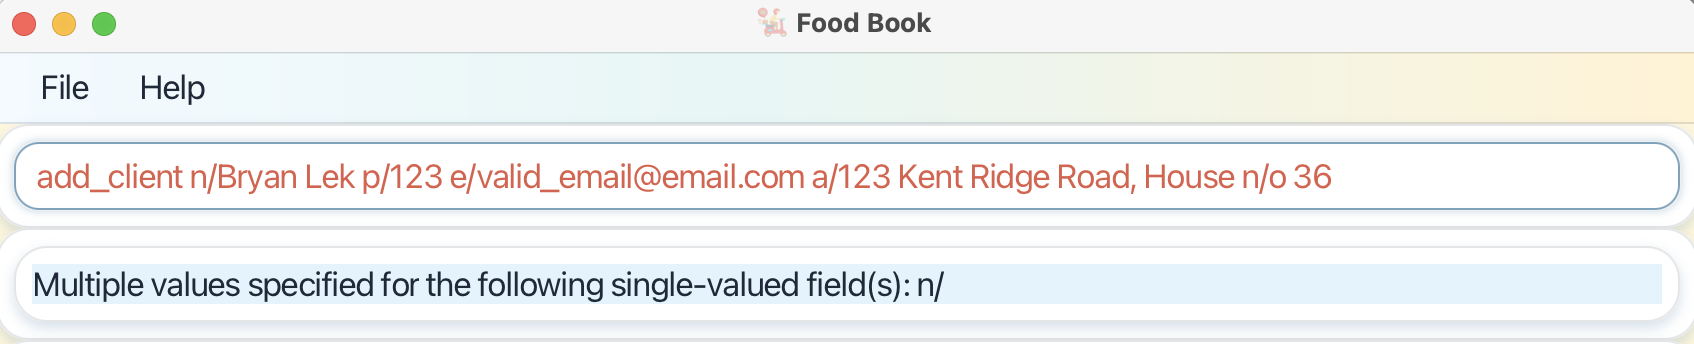 Food Book
File Help
add_client n/Bryan Lek p/123 e/valid_email@email.com a/123 Kent Ridge Road, House n/o 36
Multiple values specified for the following single-valued field(s): n/